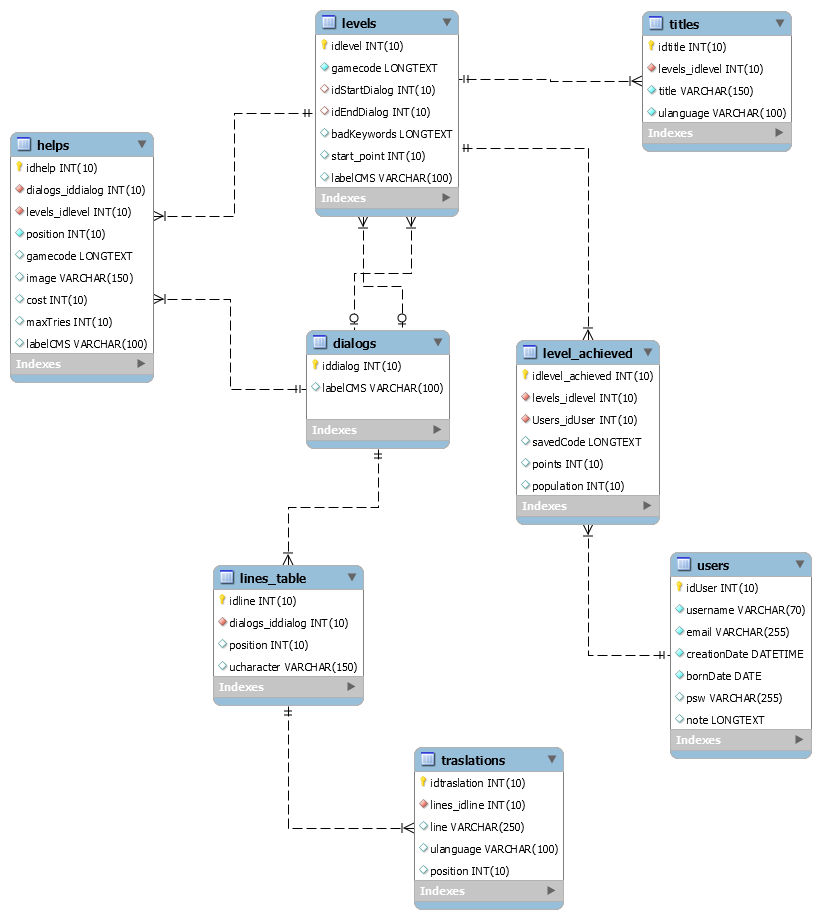 levels
idlevel INT(10)
gamecode LONGTEXT
idStartDialog INT(10)
idEndDialog INT(10)
badKeywords LONGTEXT
start_point INT(10)
labelCMS VARCHAR(100)
Indexes
titles
idtitle INT(10)
levels_idlevel INT(10)
title VARCHAR(150)
ulanguage VARCHAR(100)
Indexes
helps
idhelp INT(10)
dialogs_iddialog INT(10)
levels_idlevel INT(10)
position INT(10)
gamecode LONGTEXT
image VARCHAR(150)
cost INT(10)
maxTries INT(10)
labelCMS VARCHAR(100)
Indexes
dialogs
iddialog INT(10)
labelCMS VARCHAR(100)
Indexes
level_achieved
idlevel_achieved INT(10)
levels_idlevel INT(10)
Users_idUser INT(10)
savedCode LONGTEXT
points INT(10)
population INT(10)
Indexes
lines_table
idline INT(10)
dialogs_iddialog INT(10)
position INT(10)
ucharacter VARCHAR(150)
Indexes
users
idUser INT(10)
username VARCHAR(70)
email VARCHAR(255)
creationDate DATETIME
bornDate DATE
psw VARCHAR(255)
note LONGTEXT
Indexes
traslations
idtraslation INT(10)
lines_idline INT(10)
line VARCHAR(250)
ulanguage VARCHAR(100)
position INT(10)
Indexes